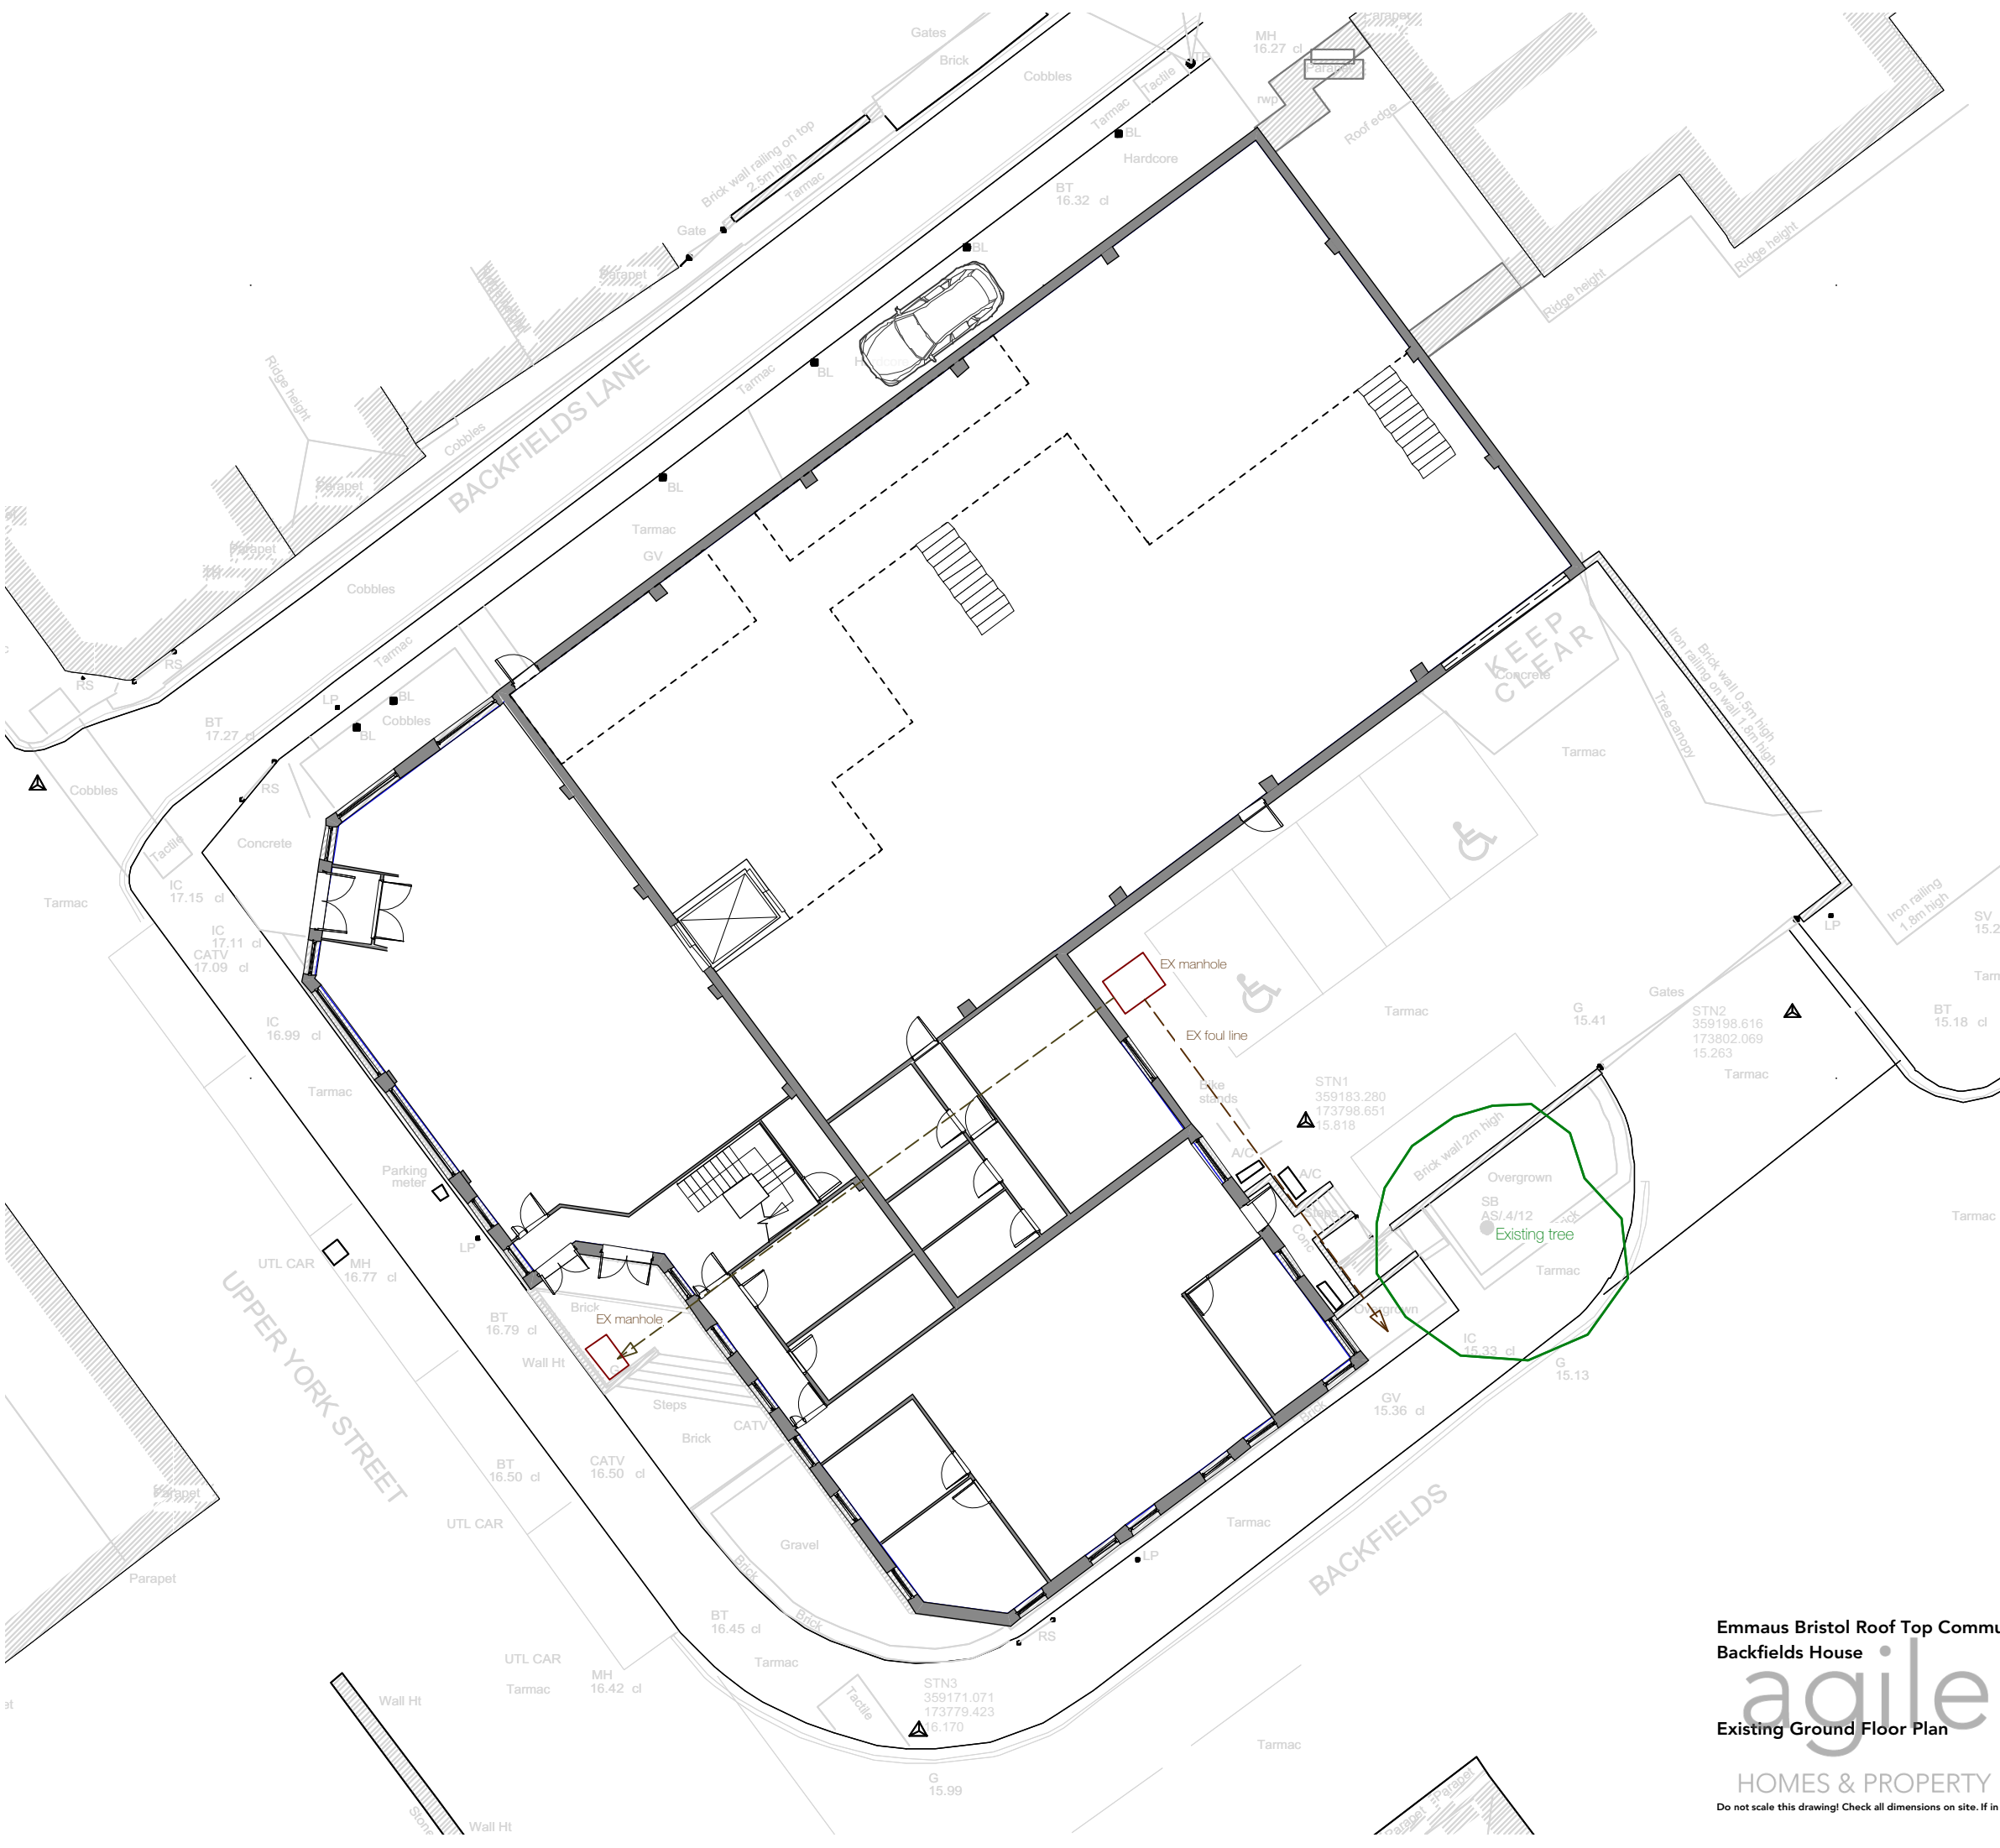 Gates
Brick
Cobbles
MH
16.27 cl
Parapet
Parapet
TP
Tactile
rwp
Roof edge
Tarmac
BL
Hardcore
Brick wall railing on top
2.5m high
Tarmac
BT
16.32 cl
Gate
BL
Ridge height
Ridge height
Parapet
Ridge height
BACKFIELDS LANE
Tarmac
BL
Cobbles
Parapet
BL
Tarmac
GV
Parapet
Cobbles
KEEP
CLEAR
Concrete
Brick wall 0.5m high
Iron railing on wall 1.8m high
Tree canopy
Tarmac
RS
RS
Tarmac
LP
BL
Cobbles
BL
BT
17.27 cl
Cobbles
RS
Concrete
Tactile
IC
17.15 cl
Tarmac
IC
17.11 cl
CATV
17.09 cl
IC
16.99 cl
Tarmac
Iron railing
1.8m high
LP
SV
EX manhole
EX foul line
Tarmac
Gates
G
15.41
STN2
359198.616
173802.069
15.263
Tarmac
BT
15.18 cl
Bike
stands
STN1
359183.280
173798.651
15.818
A/C
A/C
Brick wall 2m high
Overgrown
SB
AS/.4/12
Existing tree
Steps
Conc
Tarmac
Tarmac
Overgrown
Parking
meter
LP
UTL CAR
MH
16.77 cl
UPPER YORK STREET
BT
16.79 cl
Brick
EX manhole
G
Wall Ht
Steps
CATV
Brick
IC
15.33 cl
G
15.13
GV
15.36 cl
Brick
BT
16.50 cl
CATV
16.50 cl
UTL CAR
Gravel
Brick
Brick
Tarmac
BACKFIELDS
LP
Parapet
Parapet
BT
16.45 cl
RS
UTL CAR
Tarmac
MH
16.42 cl
Tarmac
Wall Ht
STN3
359171.071
173779.423
16.170
Tactile
Tarmac
G
15.99
Wall Ht
Parapet
Parapet
Emmaus Bristol Roof Top Commu
Backfields House
agile
Existing Ground Floor Plan
HOMES & PROPERTY
Do not scale this drawing! Check all dimensions on site. If in